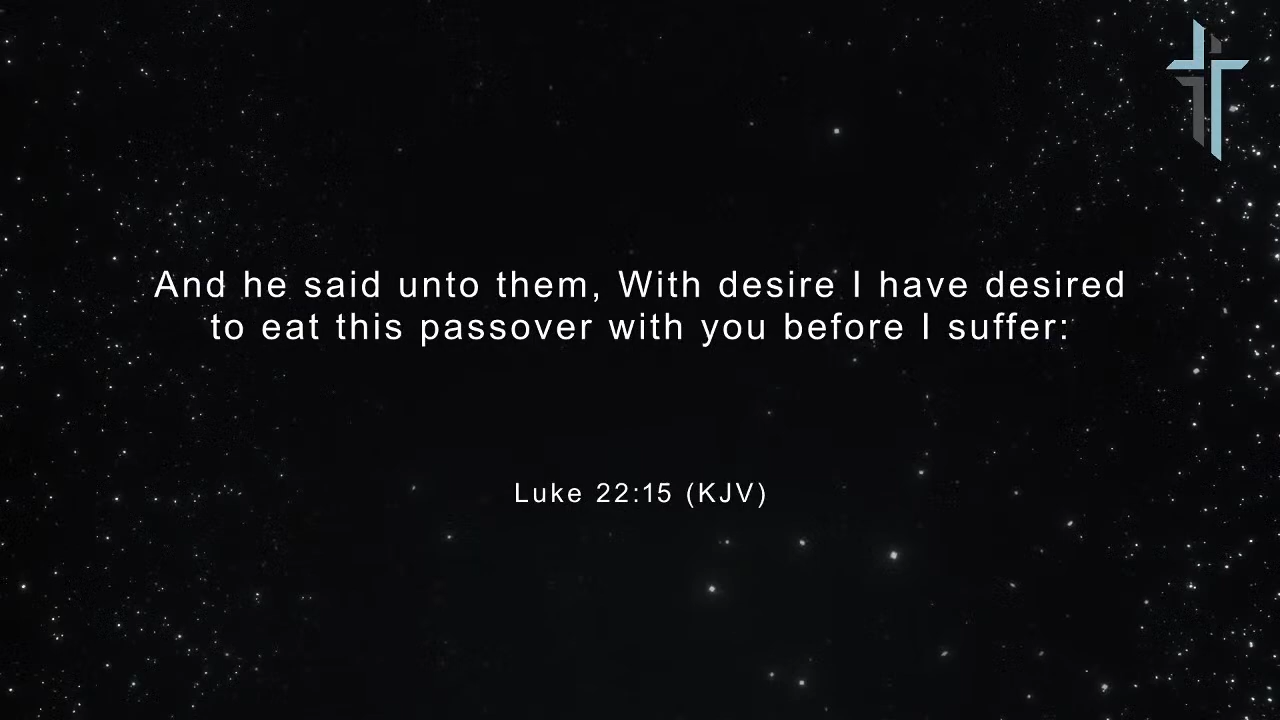 And he said unto them, With desire I have desired
to eat this passover with you before I suffer:
Luke 22:15 (KJV)